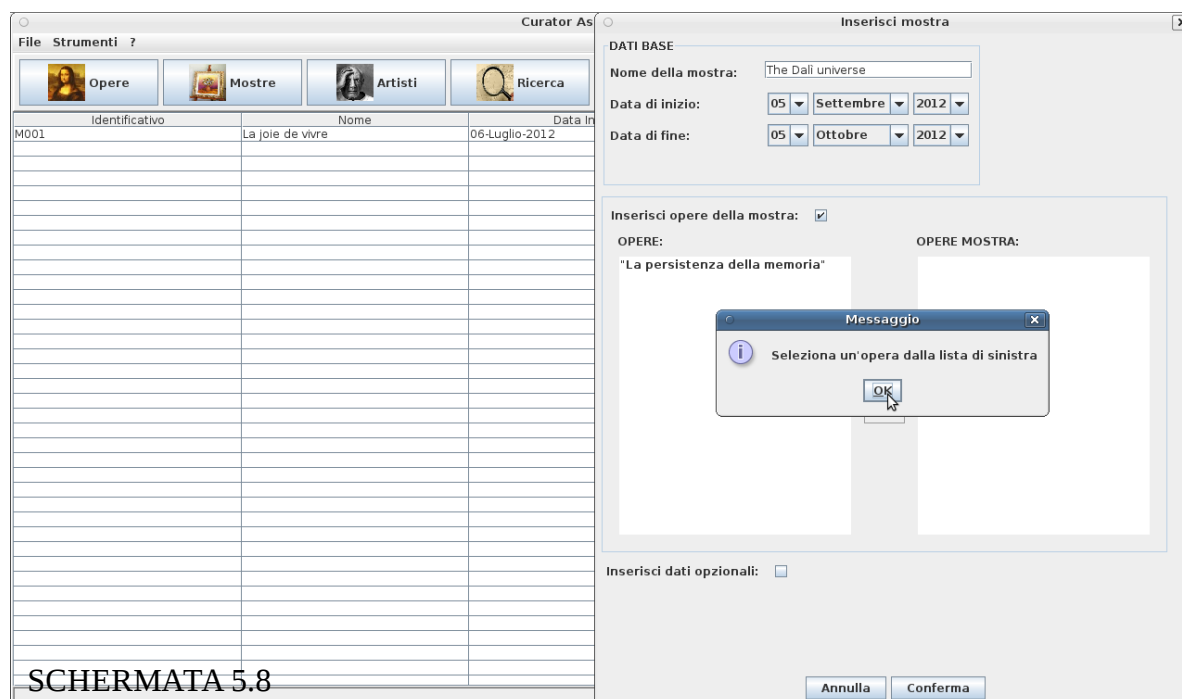 Curator As
File Strumenti ?
Opere Mostre Artisti Ricerca
Identificativo Nome Data In
M001 La joie de vivre 06-Luglio-2012
SCHERMATA 5.8
Inserisci mostra
DATI BASE
Nome della mostra: The Dalì universe
Data di inizio: 05 Settembre 2012
Data di fine: 05 Ottobre 2012
Inserisci opere della mostra:
OPERE: OPERE MOSTRA:
"La persistenza della memoria"
Messaggio
Seleziona un'opera dalla lista di sinistra
OK
Inserisci dati opzionali:
Annulla Conferma